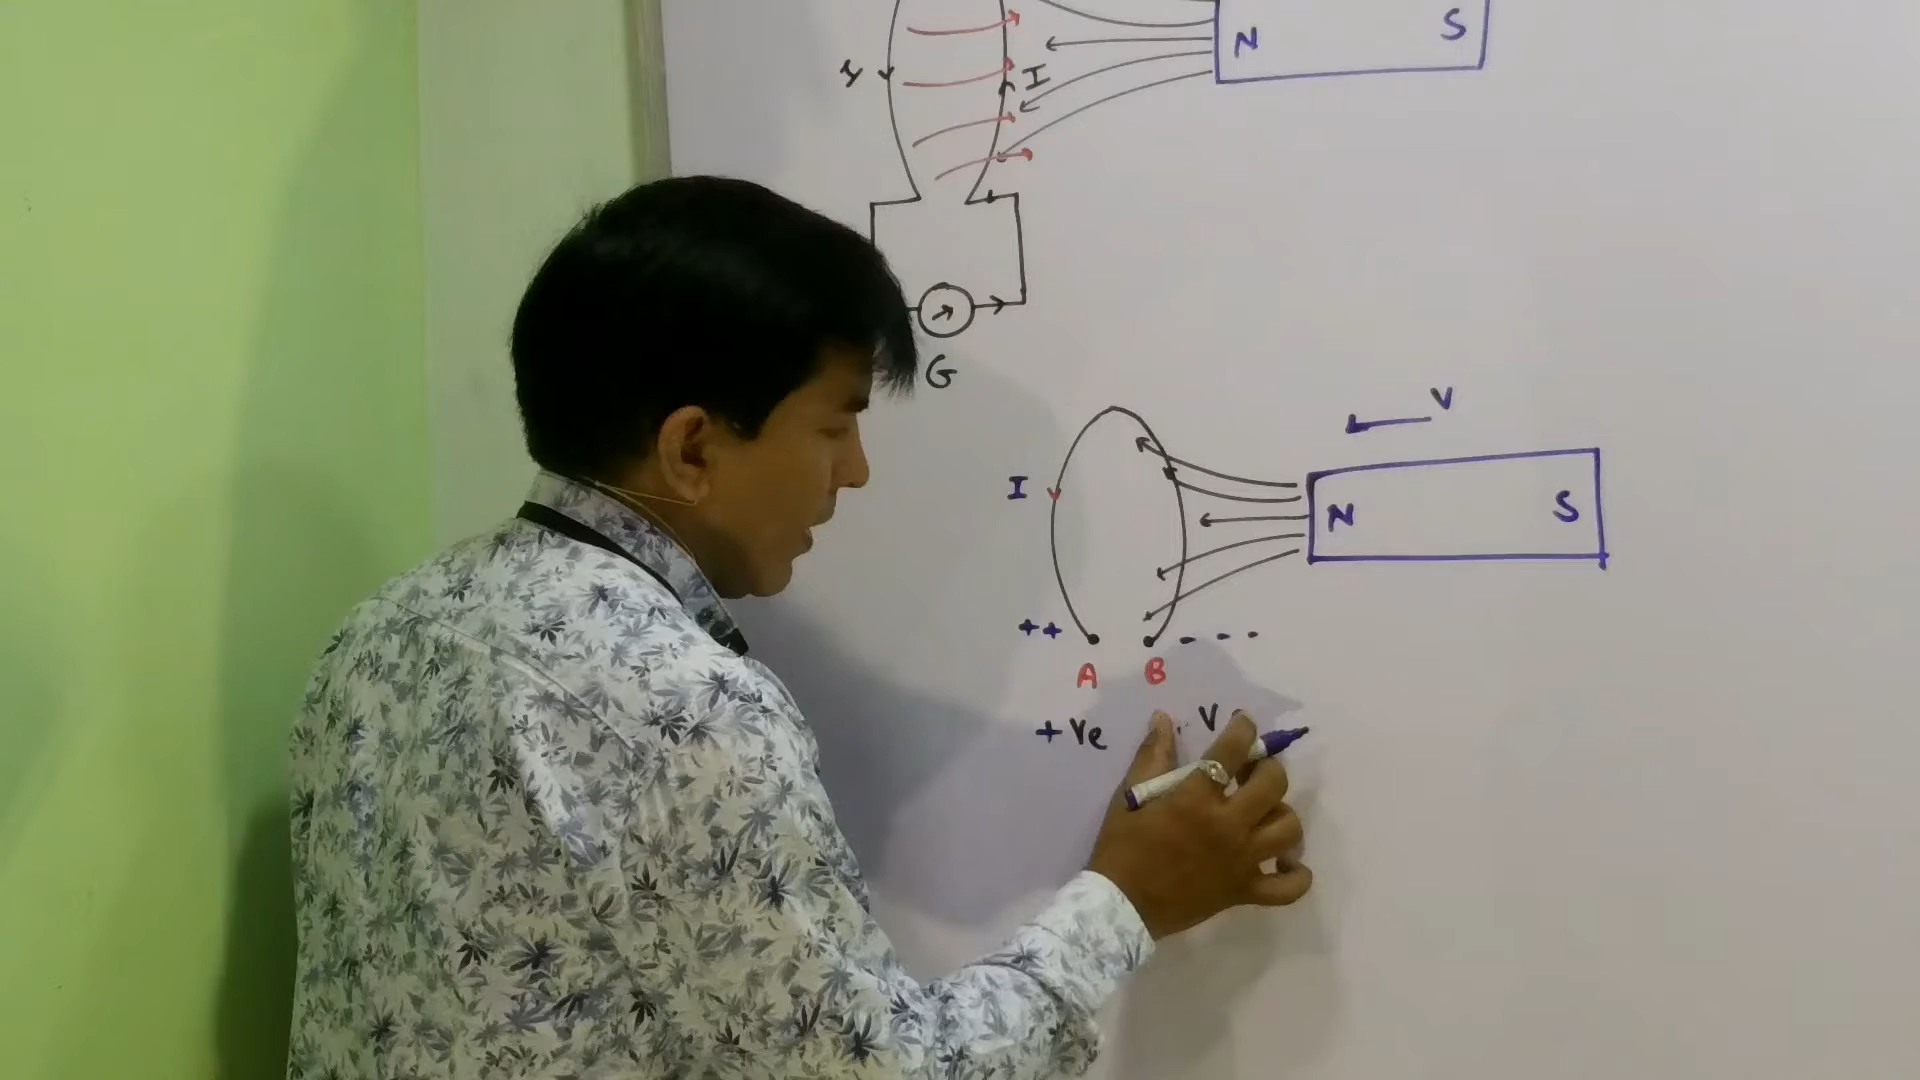 N S
I I
G
V
I N S
++ - - -
A B
+ve - V